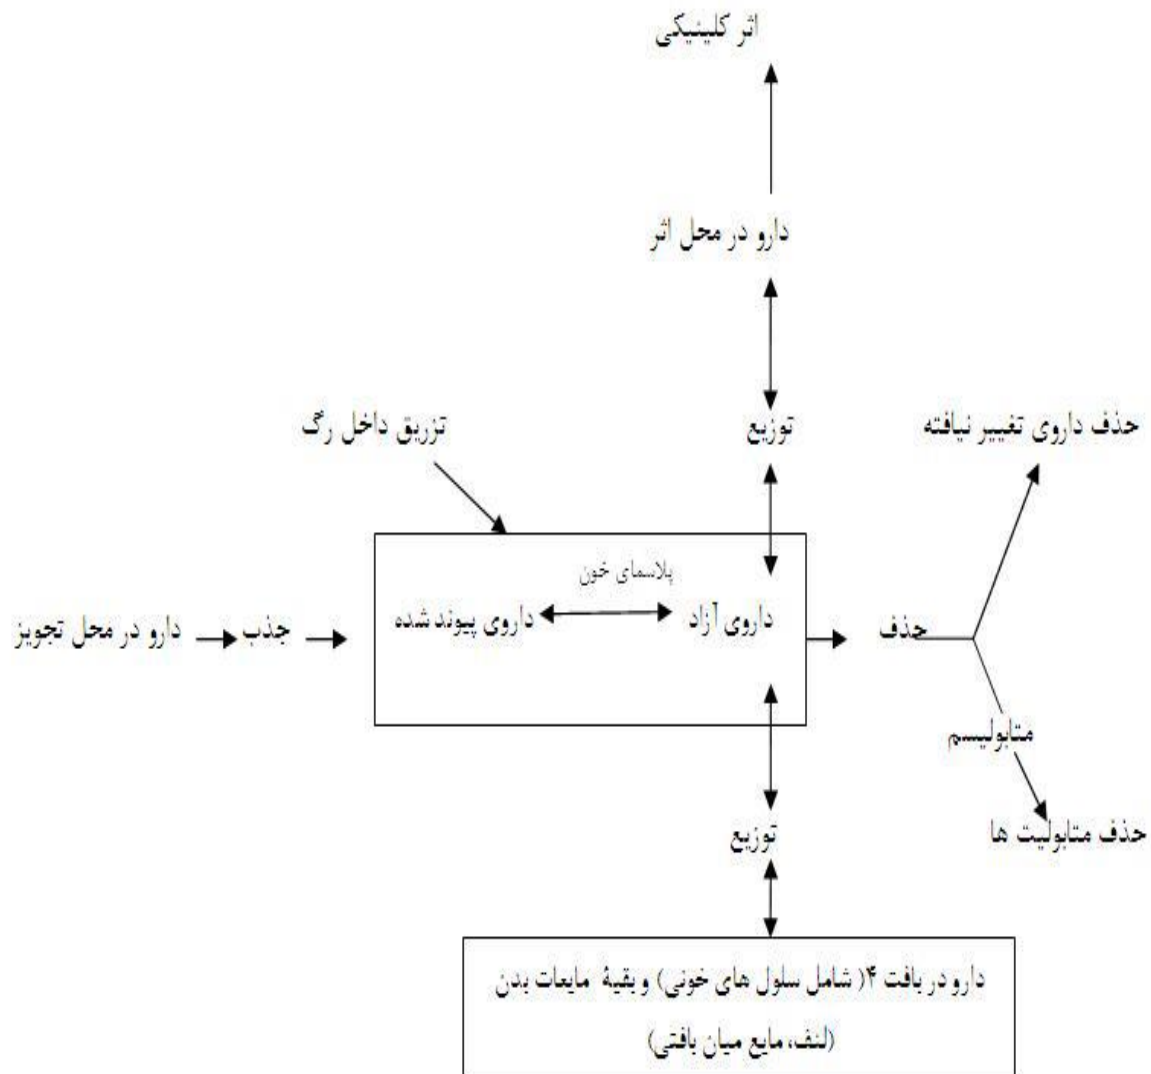 اثر کلینیکی
دارو در محل اثر
تزریق داخل رگ
توزیع
حذف داروی تغییر نیافته
پلاسمای خون
دارو در محل تجویز
جذب
داروی پیوند شده
داروی آزاد
حذف
متابولیسم
توزیع
حذف متابولیت ها
دارو در بافت ۴( شامل سلول های خونی) و بقیۀ مایعات بدن
(لنف، مایع میان بافتی)